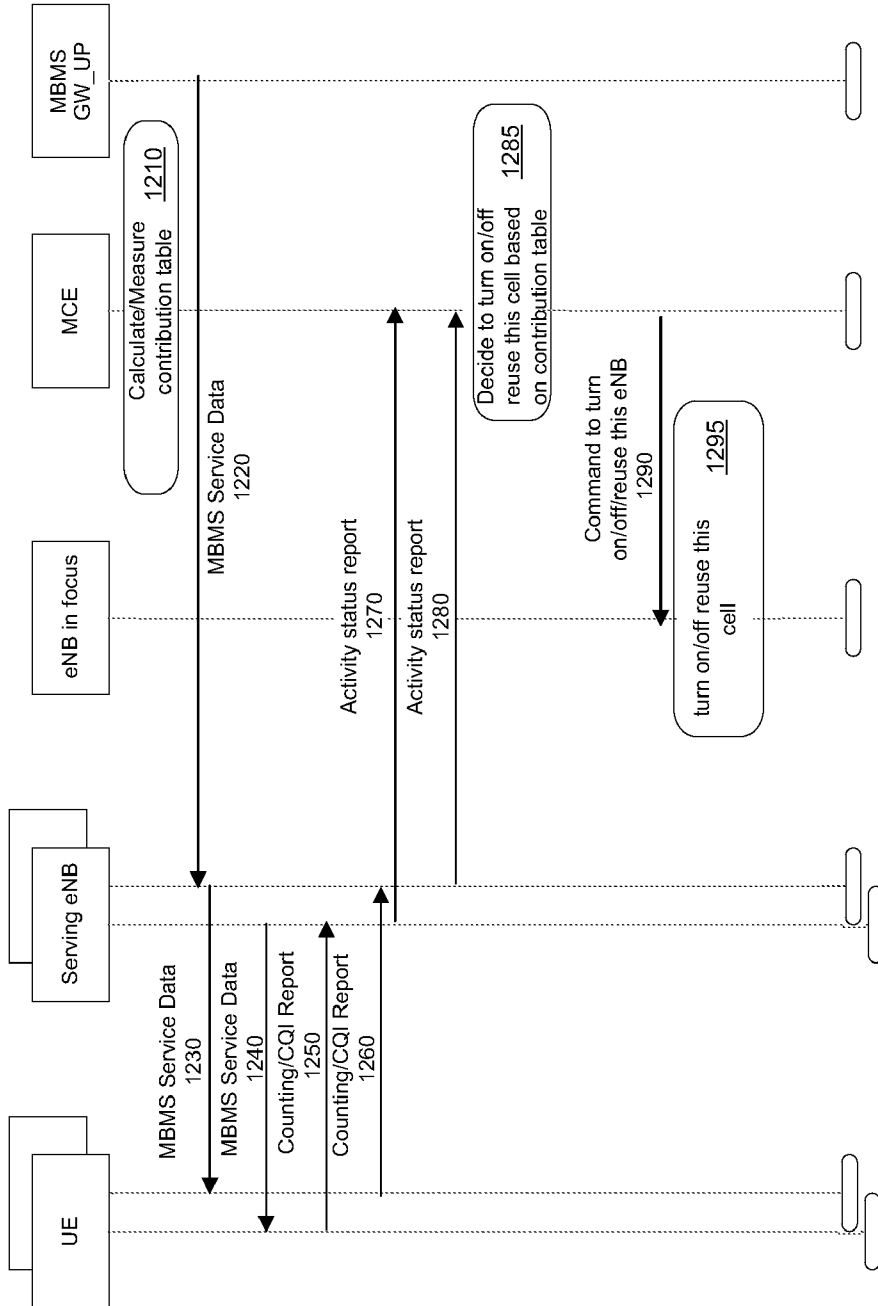 UE
Serving eNB
eNB in focus
MCE
MBMS
GW_UP
Calculate/Measure
contribution table
1210
MBMS Service Data
1220
MBMS Service Data
1230
MBMS Service Data
1240
Counting/CQI Report
1250
Counting/CQI Report
1260
Activity status report
1270
Activity status report
1280
Decide to turn on/off
reuse this cell based
on contribution table
1285
Command to turn
on/off/reuse this eNB
1290
turn on/off reuse this
cell
1295